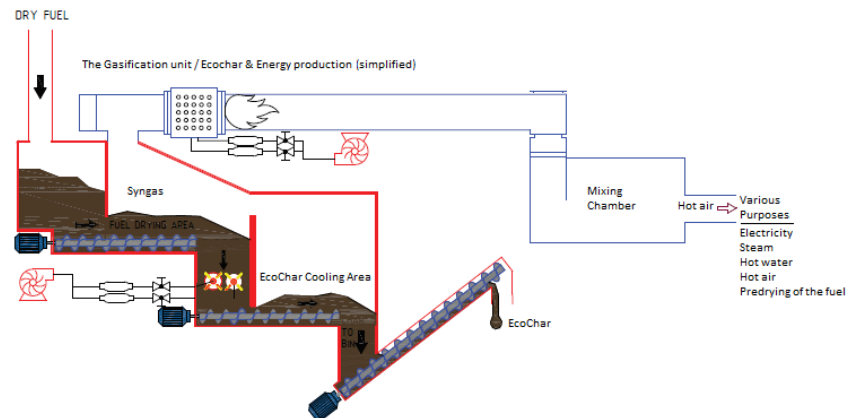 DRY FUEL
The Gasification unit / Ecochar & Energy production (simplified)
Syngas
FUEL DRYING AREA
EcoChar Cooling Area
TO
BIN
EcoChar
Mixing
Chamber
Hot air
Various
Purposes
Electricity
Steam
Hot water
Hot air
Predrying of the fuel